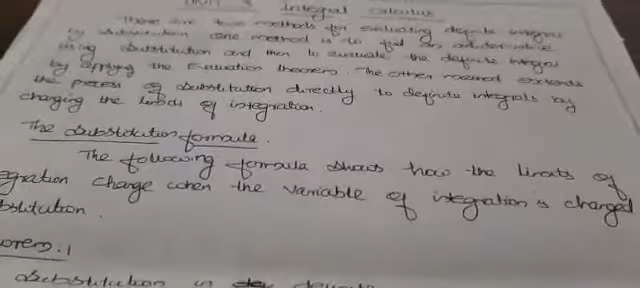 Integral Calculus
There are two methods for evaluating definite integrals
by substitution. One method is to find an antiderivative
using substitution and then to evaluate the definite integral
by applying the Evaluation theorem. The other method extends
the process of substitution directly to definite integrals by
changing the limits of integration.
The substitution formula.
The following formula shows how the limits of
egration change when the variable of integration is changed
bstitution.
orem. 1
Substitution in definite